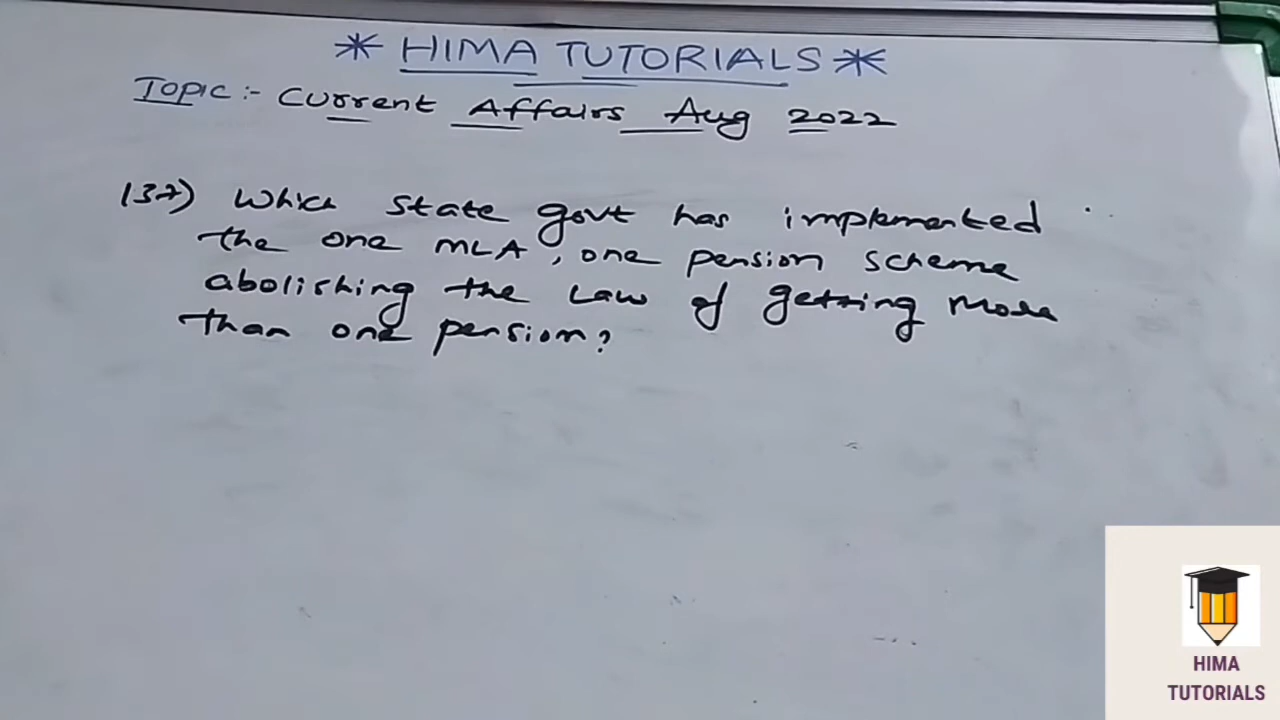 * HIMA TUTORIALS *
Topic:- Current Affairs Aug 2022
137) Which state govt has implemented
the one MLA, one pension scheme
abolishing the Law of getting more
than one pension?
HIMA
TUTORIALS